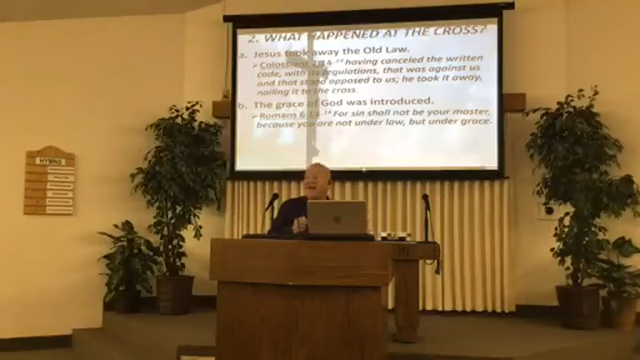 2. WHAT HAPPENED AT THE CROSS?
a. Jesus took away the Old Law.
➢ Colossians 2:14 -14 having canceled the written
code, with its regulations, that was against us
and that stood opposed to us; he took it away,
nailing it to the cross.
b. The grace of God was introduced.
➢ Romans 6:14 -14 For sin shall not be your master,
because you are not under law, but under grace.
HYMNS